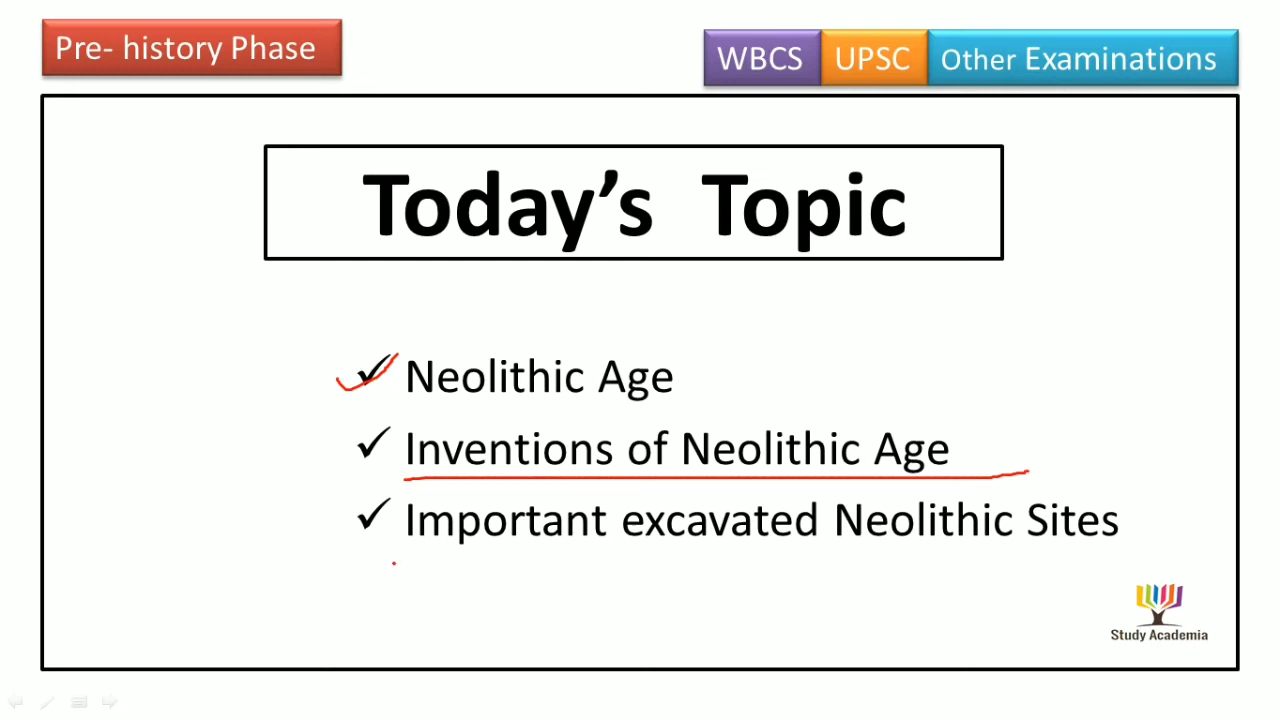 Pre- history Phase
WBCS UPSC Other Examinations
Today’s Topic
✓ Neolithic Age
✓ Inventions of Neolithic Age
✓ Important excavated Neolithic Sites
Study Academia